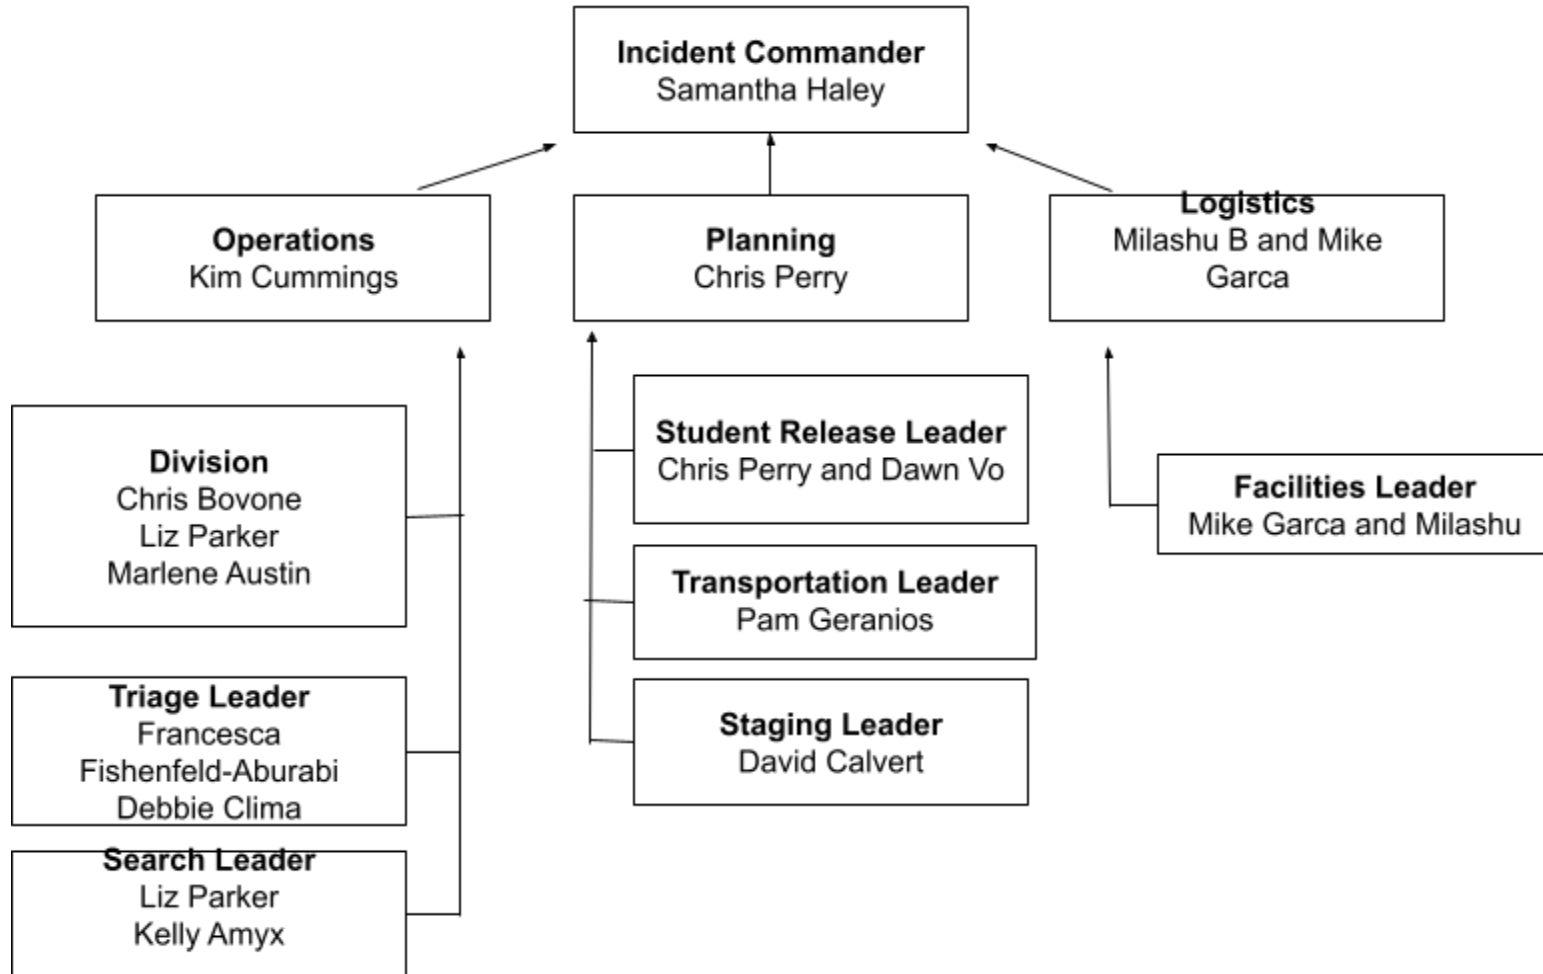 Incident Commander
Samantha Haley
Operations
Kim Cummings
Planning
Chris Perry
Logistics
Milashu B and Mike
Garca
Division
Chris Bovone
Liz Parker
Marlene Austin
Triage Leader
Francesca
Fishenfeld-Aburabi
Debbie Clima
Search Leader
Liz Parker
Kelly Amyx
Student Release Leader
Chris Perry and Dawn Vo
Transportation Leader
Pam Geranios
Staging Leader
David Calvert
Facilities Leader
Mike Garca and Milashu